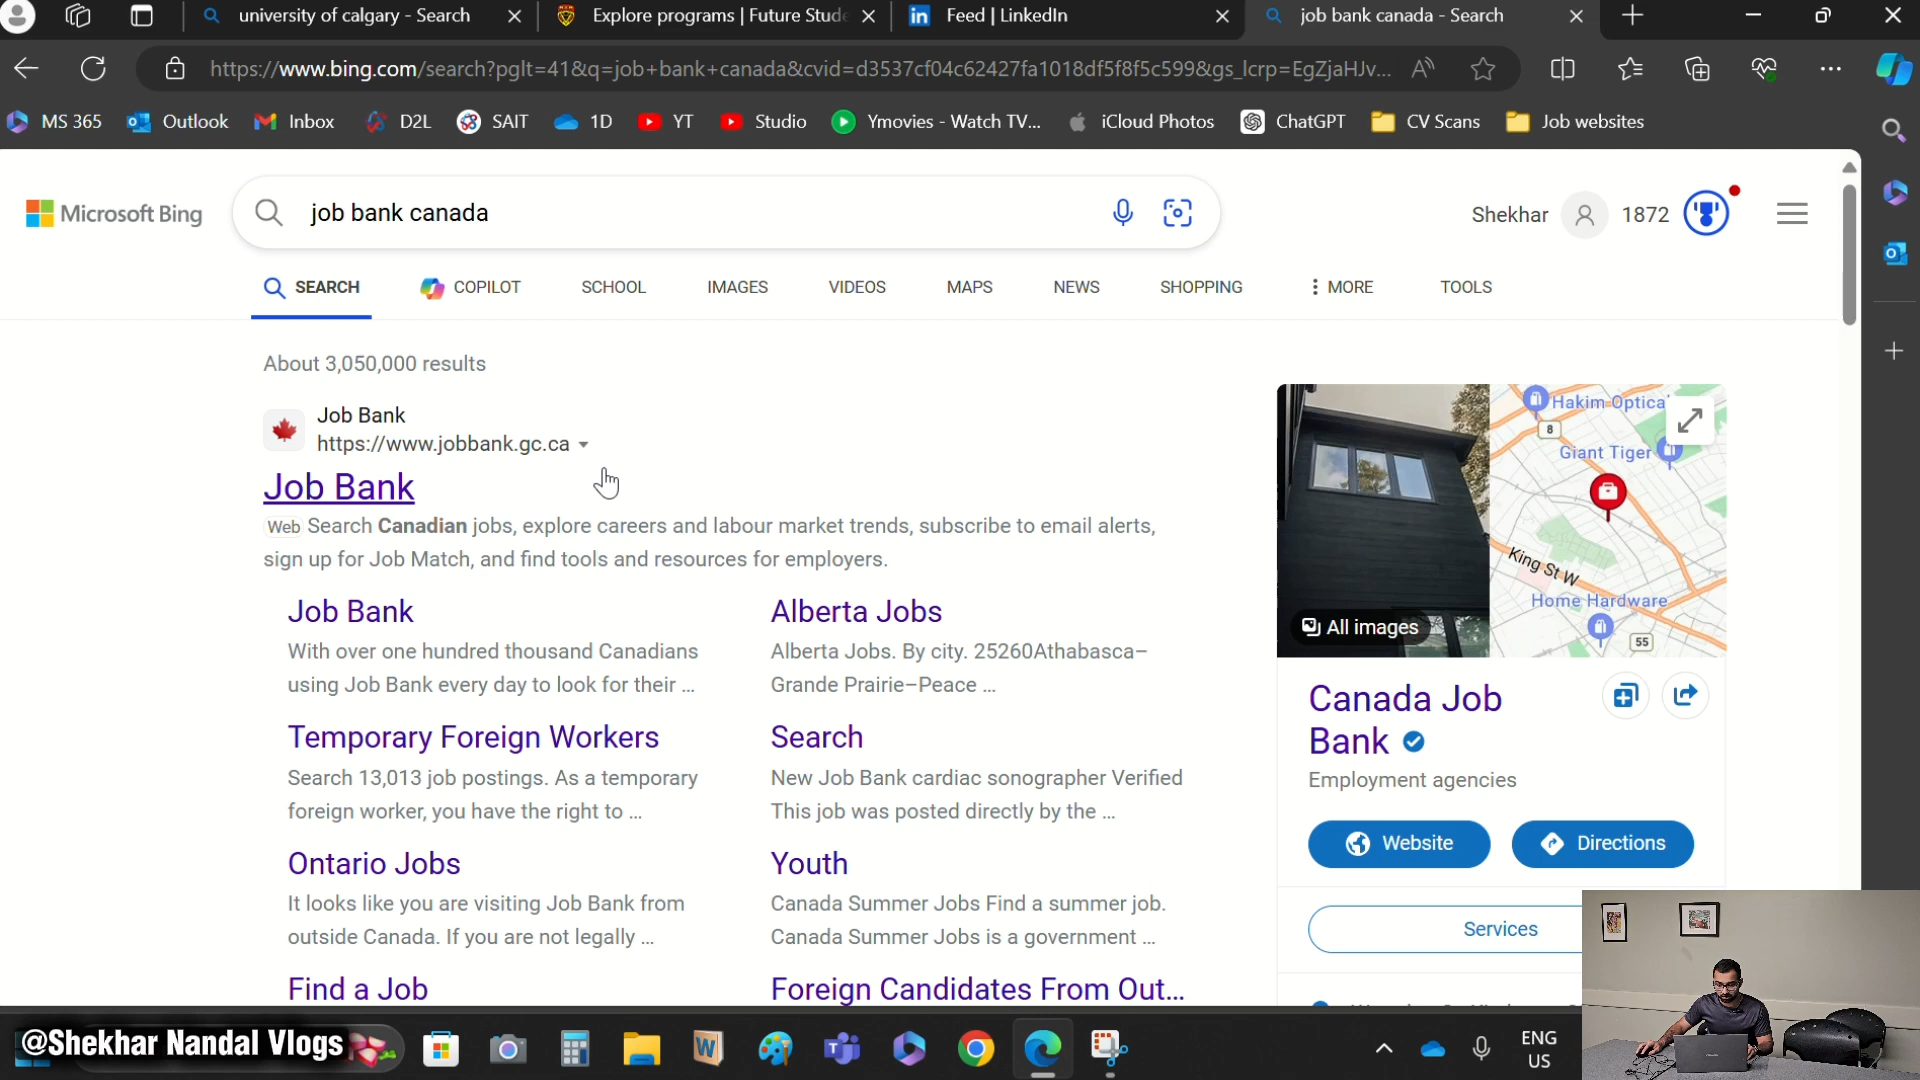 university of calgary - Search
Explore programs | Future Stude
Feed | LinkedIn
job bank canada - Search
https://www.bing.com/search?pglt=41&q=job+bank+canada&cvid=d3537cf04c62427fa1018df5f8f5c599&gs_lcrp=EgZjaHJv...
MS 365
Outlook
Inbox
D2L
SAIT
1D
YT
Studio
Ymovies - Watch TV...
iCloud Photos
ChatGPT
CV Scans
Job websites
Microsoft Bing
job bank canada
Shekhar
1872
SEARCH
COPILOT
SCHOOL
IMAGES
VIDEOS
MAPS
NEWS
SHOPPING
MORE
TOOLS
About 3,050,000 results
Job Bank
https://www.jobbank.gc.ca
Job Bank
Web Search Canadian jobs, explore careers and labour market trends, subscribe to email alerts,
sign up for Job Match, and find tools and resources for employers.
Job Bank
With over one hundred thousand Canadians
using Job Bank every day to look for their ...
Alberta Jobs
Alberta Jobs. By city. 25260Athabasca–
Grande Prairie–Peace ...
Temporary Foreign Workers
Search 13,013 job postings. As a temporary
foreign worker, you have the right to ...
Search
New Job Bank cardiac sonographer Verified
This job was posted directly by the ...
Ontario Jobs
It looks like you are visiting Job Bank from
outside Canada. If you are not legally ...
Youth
Canada Summer Jobs Find a summer job.
Canada Summer Jobs is a government ...
Find a Job
Foreign Candidates From Out...
Hakim Optical
8
Giant Tiger
King St W
Home Hardware
55
All images
Canada Job
Bank
Employment agencies
Website
Directions
Services
@Shekhar Nandal Vlogs
ENG
US